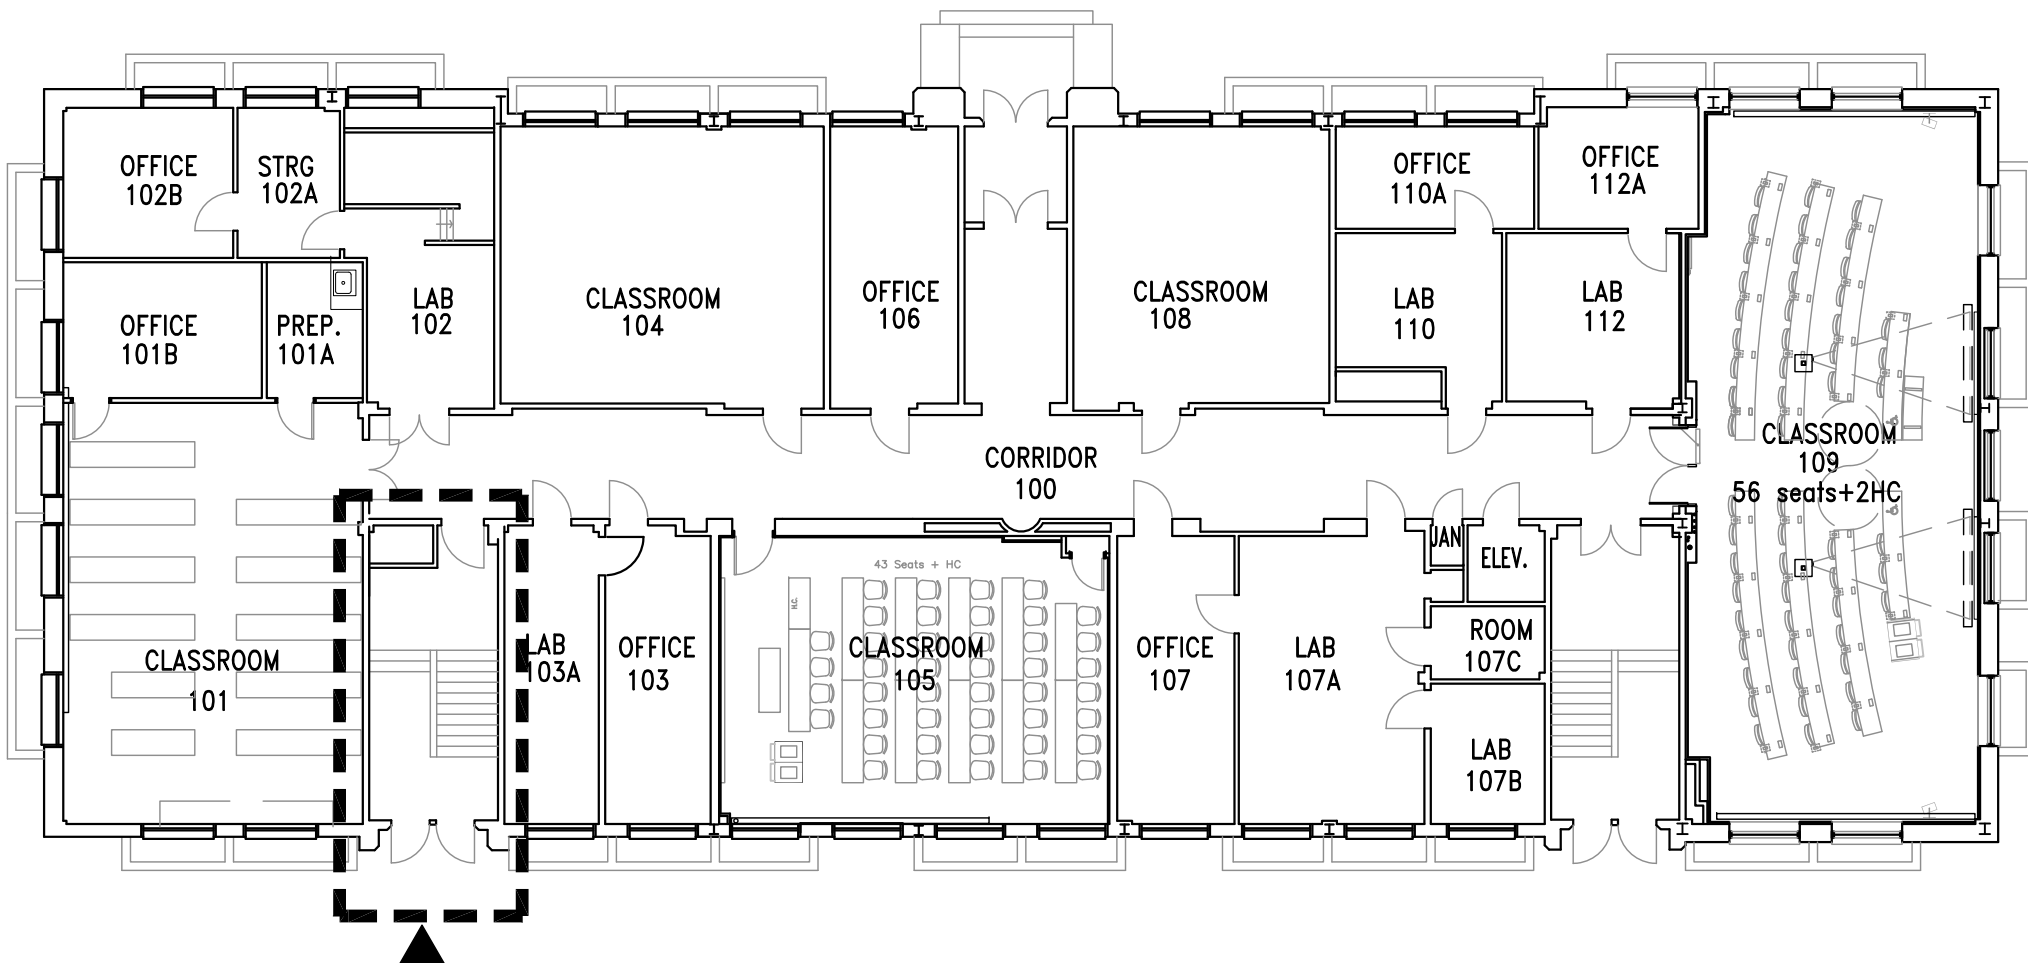 OFFICE
102B
STRG
102A
OFFICE
110A
OFFICE
112A
OFFICE
101B
PREP.
101A
LAB
102
CLASSROOM
104
OFFICE
106
CLASSROOM
108
LAB
110
LAB
112
CORRIDOR
100
CLASSROOM
109
56 seats+2HC
JAN
ELEV.
43 Seats + HC
H.C.
CLASSROOM
101
LAB
103A
OFFICE
103
CLASSROOM
105
OFFICE
107
LAB
107A
ROOM
107C
LAB
107B